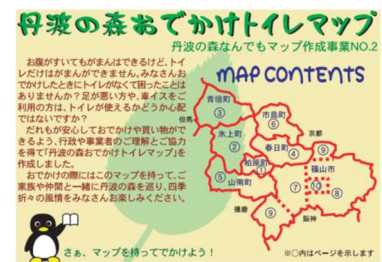 丹波の森おでかけトイレマップ
丹波の森なんでもマップ作成事業NO.2
お腹がすいてもがまんはできるけど、トイ
レだけはがまんができません。みなさんお
でかけしたときにトイレがなくて困ったことは
ありませんか？足が悪い方や、車イスをご
利用の方は、トイレが使えるかどうか心配
ではないですか？
だれもが安心しておでかけや買い物がで
きるよう、行政や事業者のご理解とご協力
を得て「丹波の森おでかけトイレマップ」を
作成しました。
おでかけの際にはこのマップを持って、ご
家族や仲間と一緒に丹波の森を巡り、四季
折々の風情をみなさんお楽しみください。
さぁ、マップを持ってでかけよう！
MAP CONTENTS
青垣町
③
但馬
市島町
⑥
京都
氷上町
②
春日町
④
⑨
柏原町
①
篠山市
⑤
山南町
⑦
⑩
⑧
播磨
⑨
阪神
※○内はページを示します